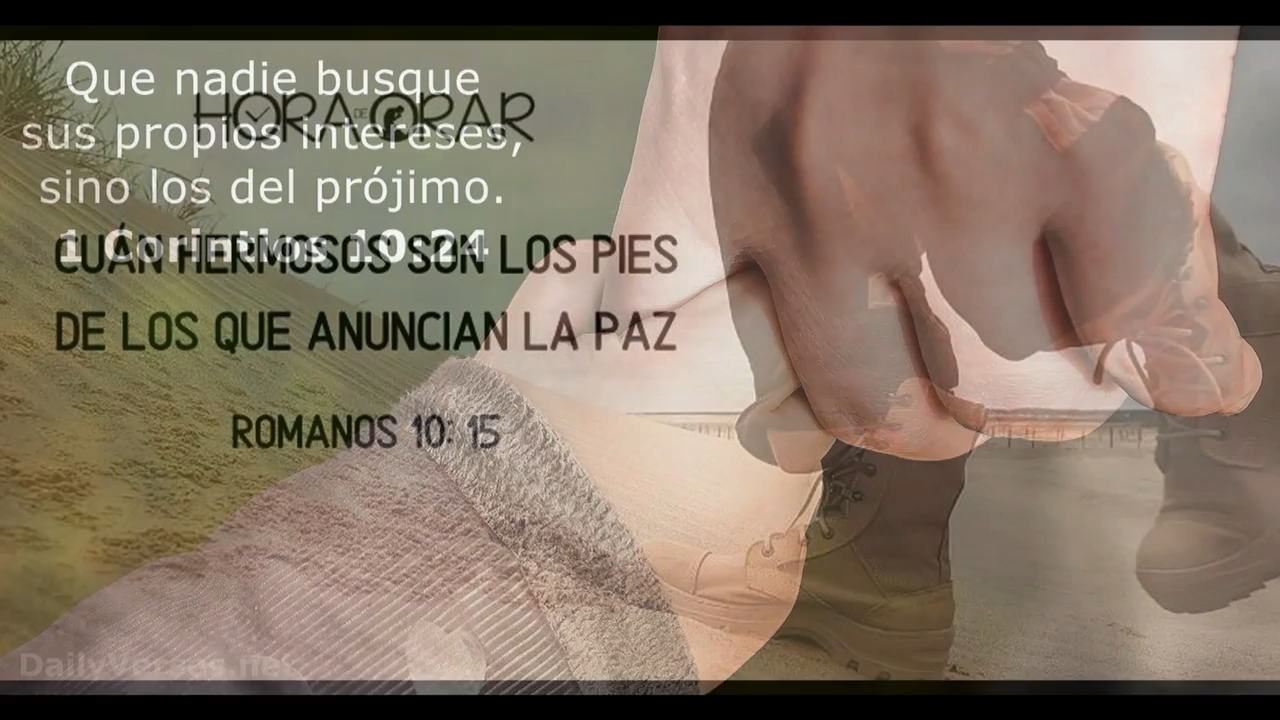 Que nadie busque
sus propios intereses,
sino los del prójimo.
1 Corintios 10:24
HORA DE ORAR
CUÁN HERMOSOS SON LOS PIES
DE LOS QUE ANUNCIAN LA PAZ
ROMANOS 10: 15
DailyVerses.net